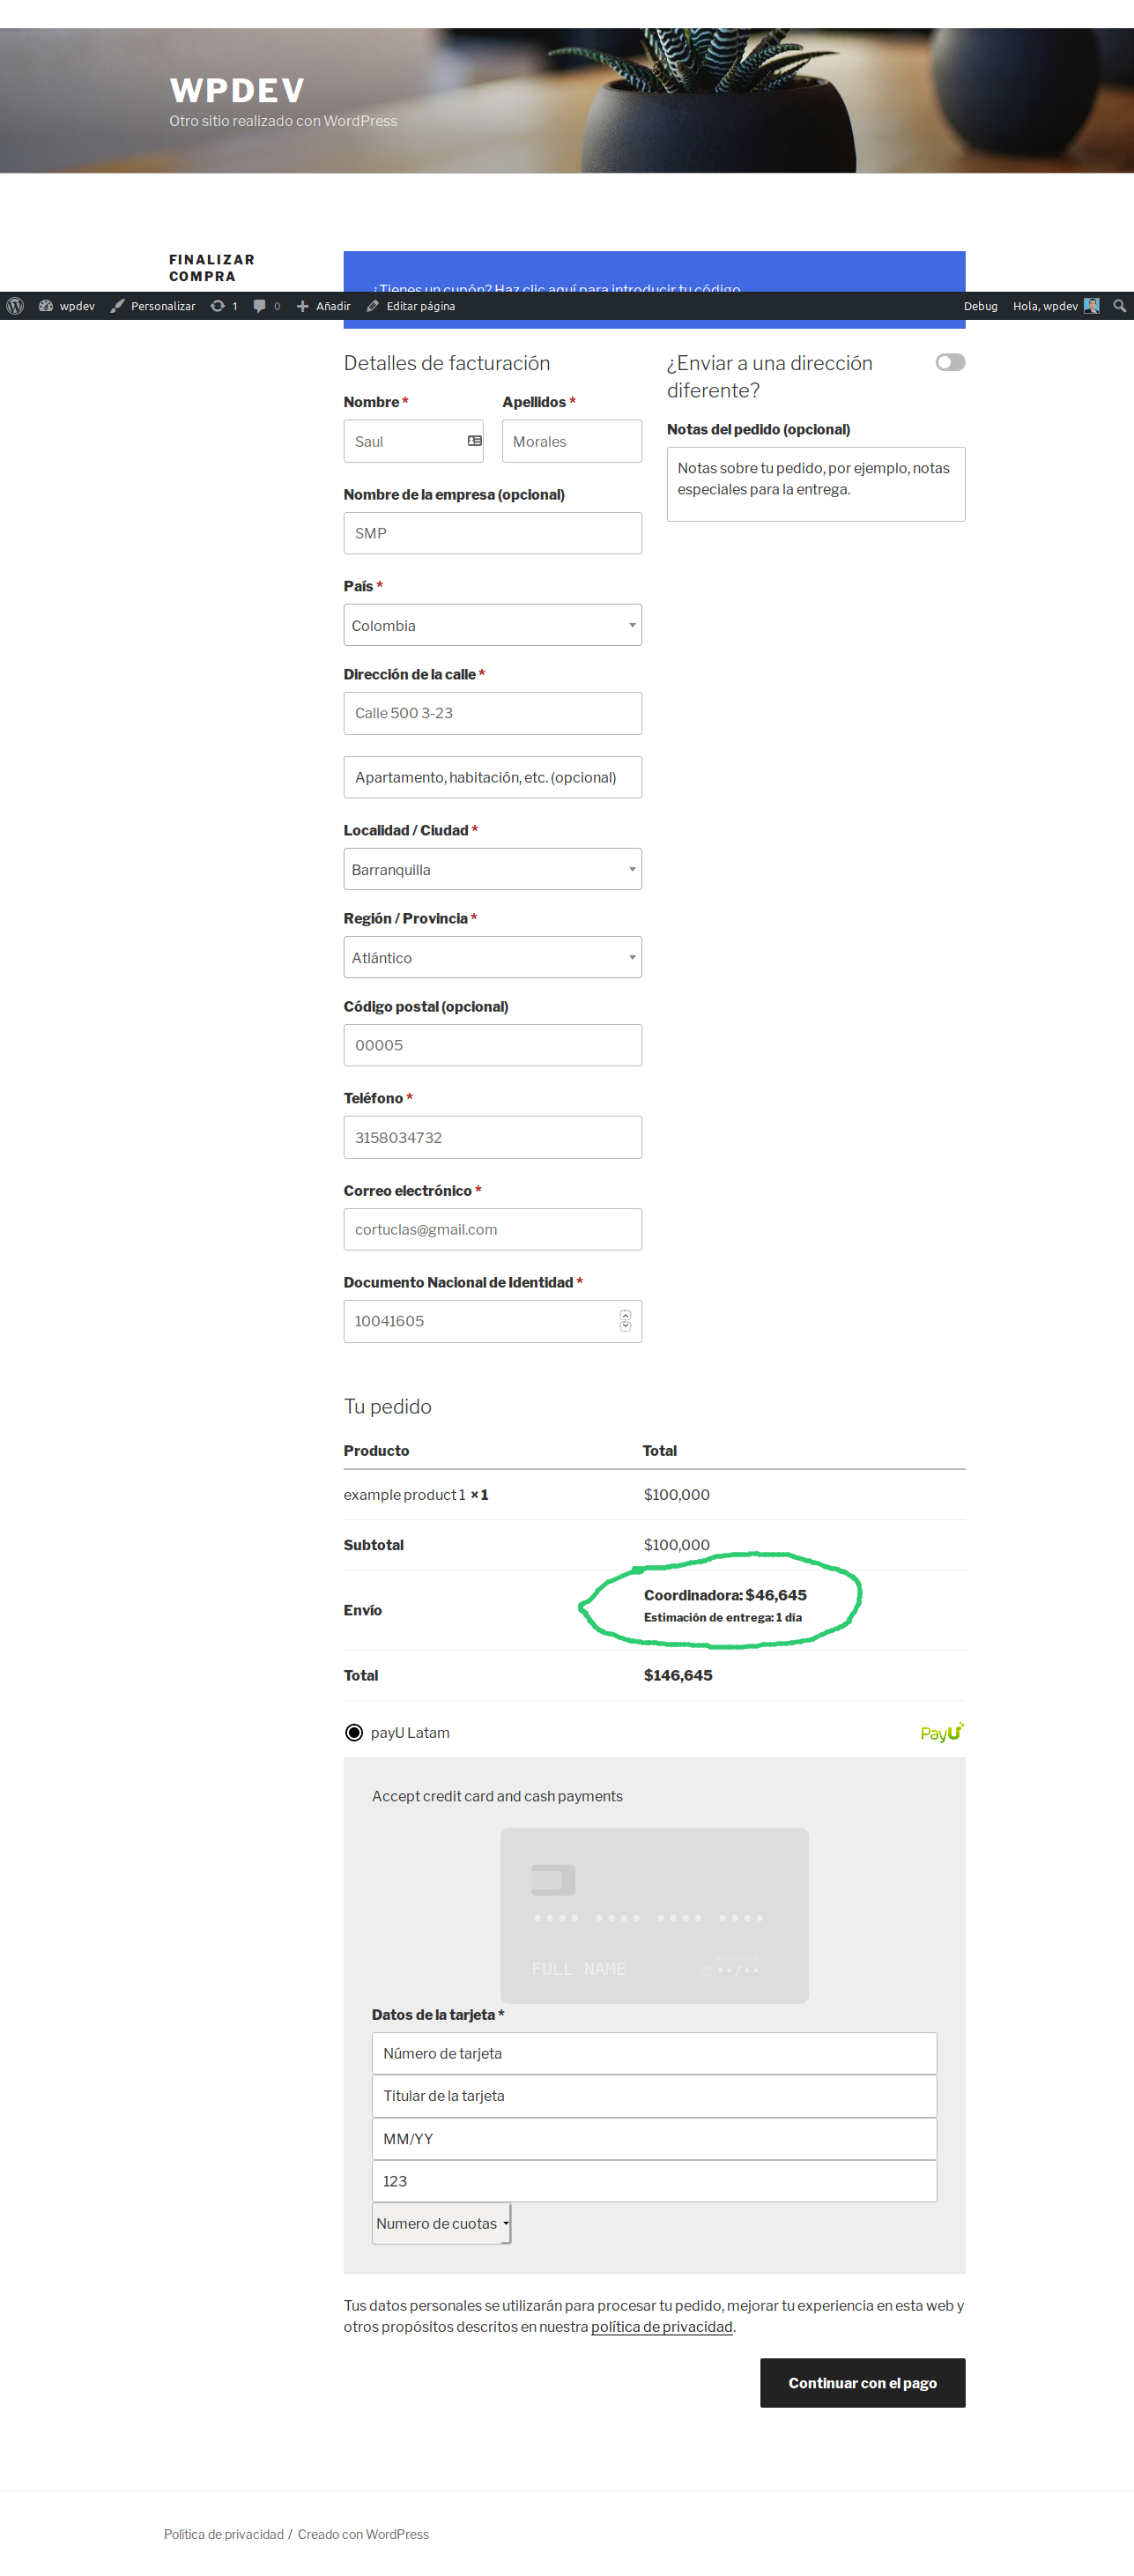 WPDEV
Otro sitio realizado con WordPress
FINALIZAR
COMPRA
¿Tienes un cupón? Haz clic aquí para introducir tu código
wpdev Personalizar 1 0 Añadir Editar página Debug Hola, wpdev
Detalles de facturación
¿Enviar a una dirección
diferente?
Nombre * Apellidos *
Saul Morales
Notas del pedido (opcional)
Notas sobre tu pedido, por ejemplo, notas
especiales para la entrega.
Nombre de la empresa (opcional)
SMP
País *
Colombia
Dirección de la calle *
Calle 500 3-23
Apartamento, habitación, etc. (opcional)
Localidad / Ciudad *
Barranquilla
Región / Provincia *
Atlántico
Código postal (opcional)
00005
Teléfono *
3158034732
Correo electrónico *
cortuclas@gmail.com
Documento Nacional de Identidad *
10041605
Tu pedido
Producto Total
example product 1 × 1 $100,000
Subtotal $100,000
Envío
Coordinadora: $46,645
Estimación de entrega: 1 día
Total $146,645
payU Latam PayU
Accept credit card and cash payments
•••• •••• •••• ••••
FULL NAME ••/••
Datos de la tarjeta *
Número de tarjeta
Titular de la tarjeta
MM/YY
123
Numero de cuotas
Tus datos personales se utilizarán para procesar tu pedido, mejorar tu experiencia en esta web y
otros propósitos descritos en nuestra política de privacidad.
Continuar con el pago
Política de privacidad / Creado con WordPress